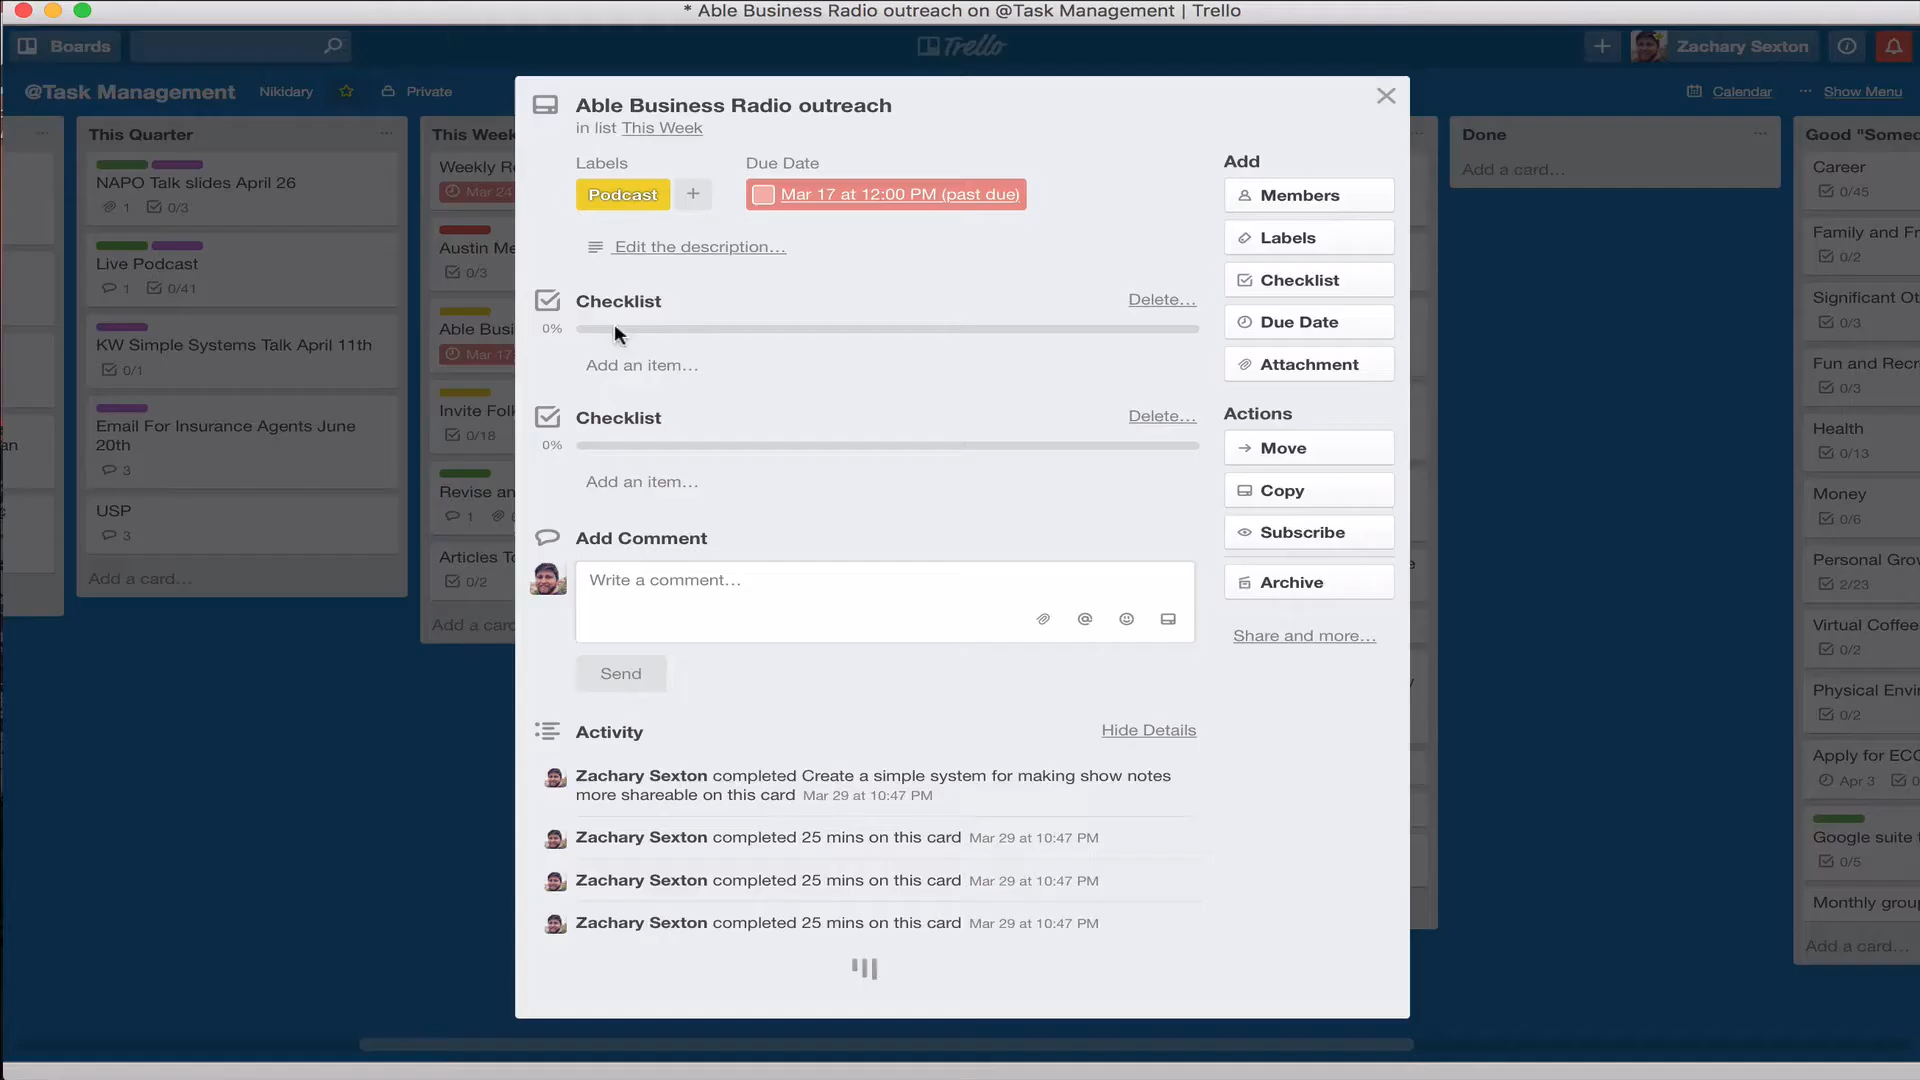 * Able Business Radio outreach on @Task Management | Trello
Boards
Trello
Zachary Sexton
@Task Management
Nikidary
Private
Calendar
Show Menu
an
This Quarter
NAPO Talk slides April 26
1 0/3
Live Podcast
1 0/41
KW Simple Systems Talk April 11th
0/1
Email For Insurance Agents June
20th
3
USP
3
Add a card…
This Week
Weekly Re
Mar 24
Austin Me
0/3
Able Busi
Mar 17
Invite Folk
0/18
Revise an
1
Articles To
0/2
Add a card
Able Business Radio outreach
in list This Week
Labels
Podcast
Due Date
Mar 17 at 12:00 PM (past due)
Edit the description…
Checklist
Delete…
0%
Add an item…
Checklist
Delete…
0%
Add an item…
Add Comment
Write a comment…
Send
Activity
Hide Details
Zachary Sexton completed Create a simple system for making show notes
more shareable on this card Mar 29 at 10:47 PM
Zachary Sexton completed 25 mins on this card Mar 29 at 10:47 PM
Zachary Sexton completed 25 mins on this card Mar 29 at 10:47 PM
Zachary Sexton completed 25 mins on this card Mar 29 at 10:47 PM
Add
Members
Labels
Checklist
Due Date
Attachment
Actions
Move
Copy
Subscribe
Archive
Share and more…
Done
Add a card…
Good "Someo
Career
0/45
Family and Fr
0/2
Significant Ot
0/3
Fun and Recr
0/3
Health
0/13
Money
0/6
Personal Grow
2/23
Virtual Coffee
0/2
Physical Envir
0/2
Apply for ECC
Apr 3 0
Google suite t
0/5
Monthly group
Add a card…